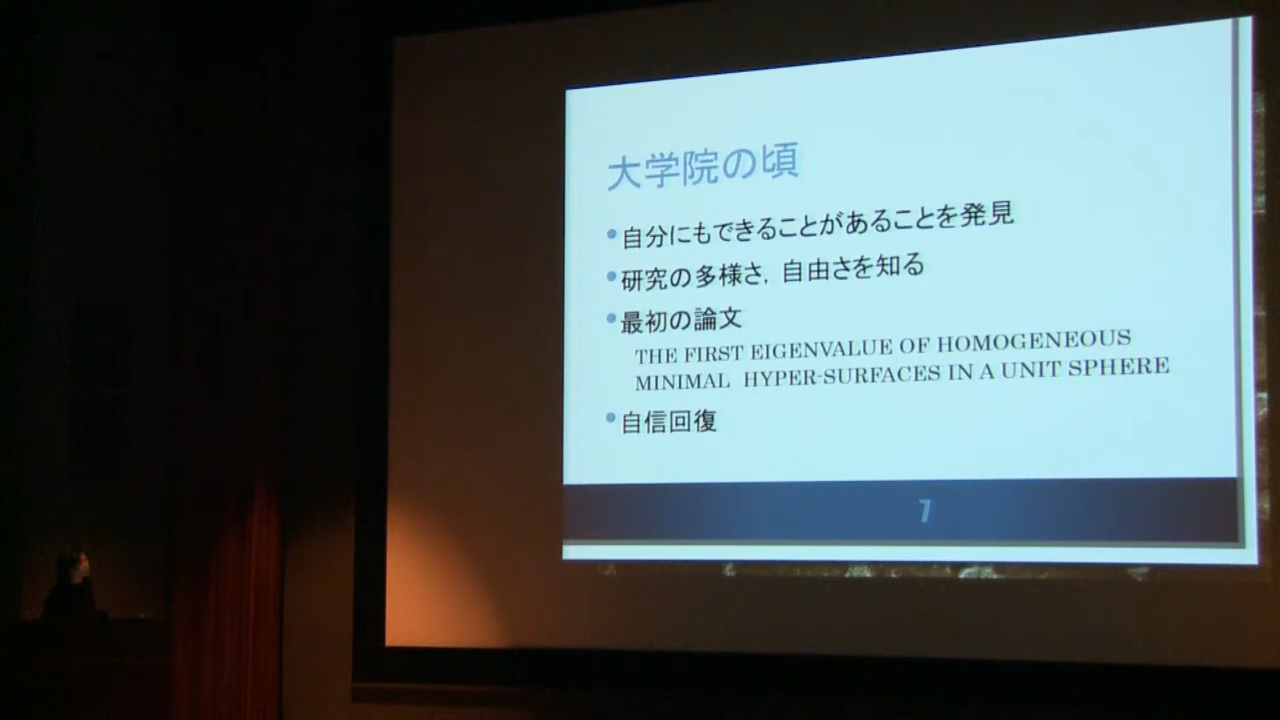 大学院の頃
•自分にもできることがあることを発見
•研究の多様さ，自由さを知る
•最初の論文
THE FIRST EIGENVALUE OF HOMOGENEOUS
MINIMAL HYPER-SURFACES IN A UNIT SPHERE
•自信回復
7